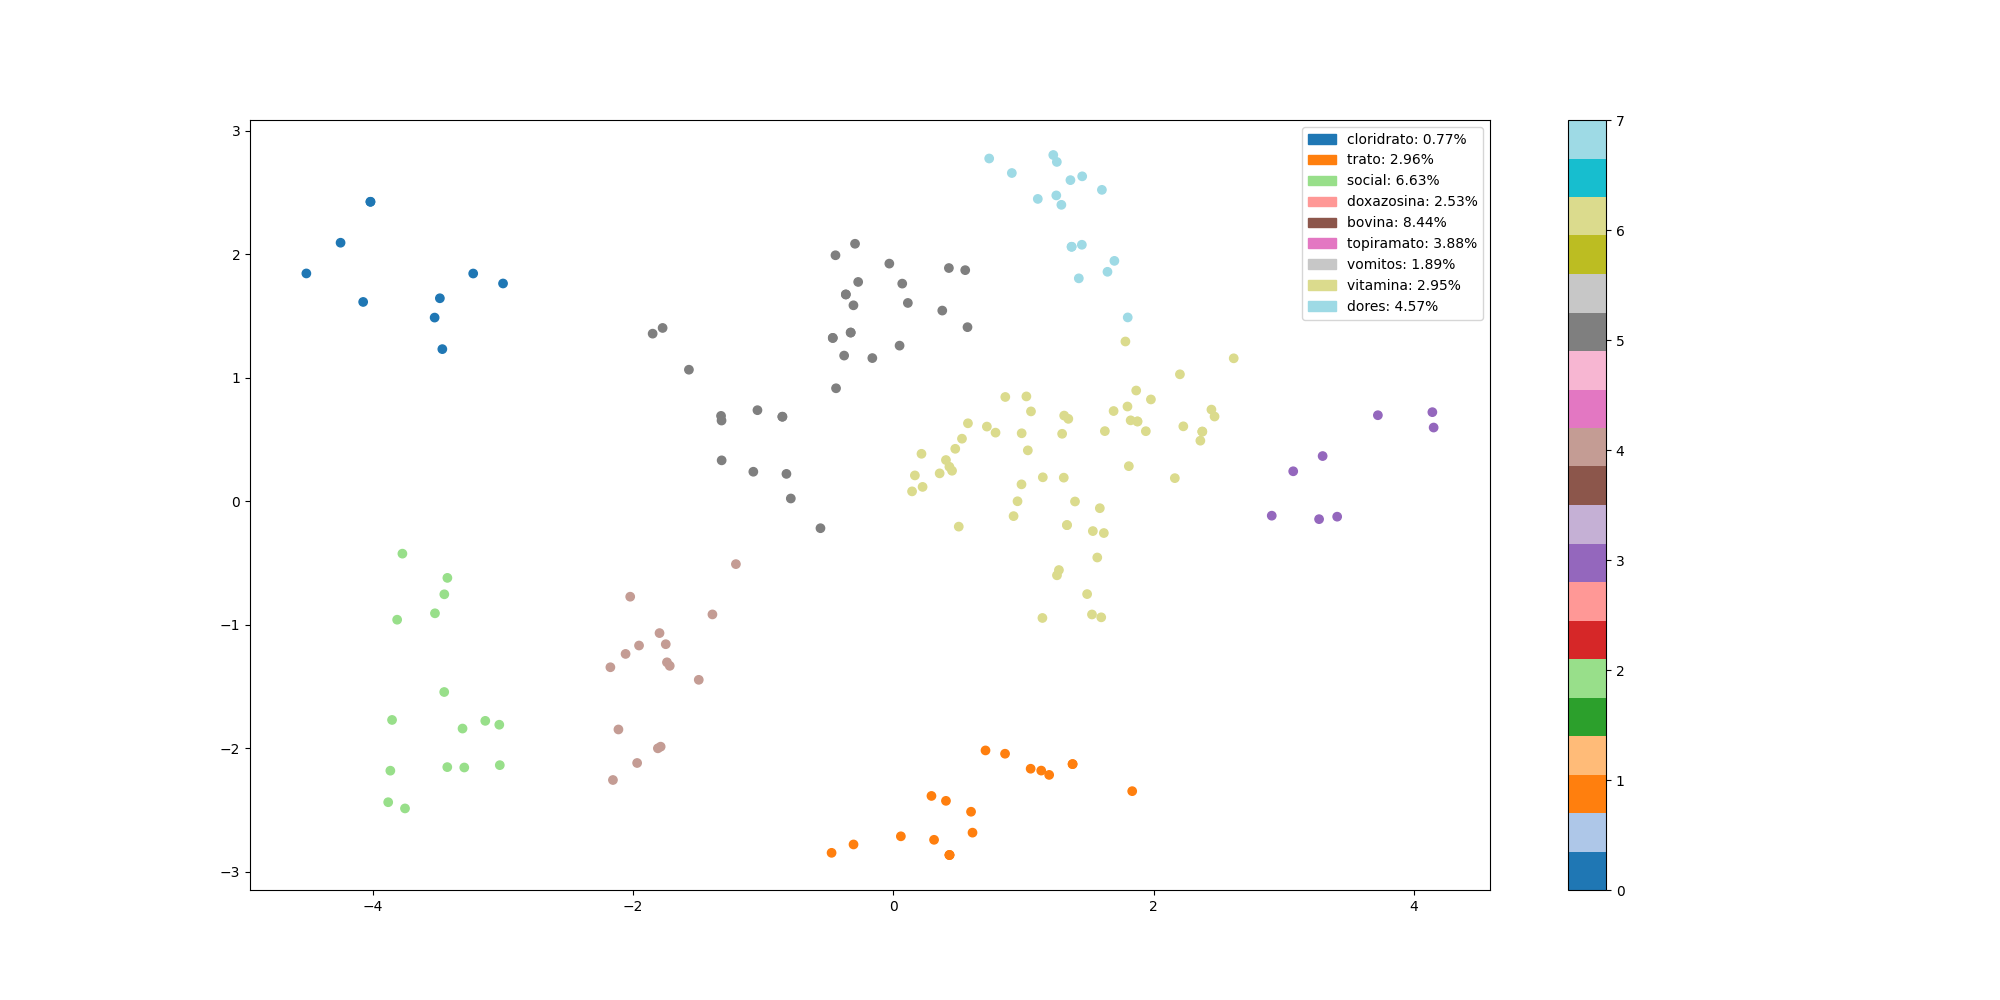 cloridrato: 0.77%
trato: 2.96%
social: 6.63%
doxazosina: 2.53%
bovina: 8.44%
topiramato: 3.88%
vomitos: 1.89%
vitamina: 2.95%
dores: 4.57%
3
2
1
0
−1
−2
−3
−4
−2
0
2
4
7
6
5
4
3
2
1
0